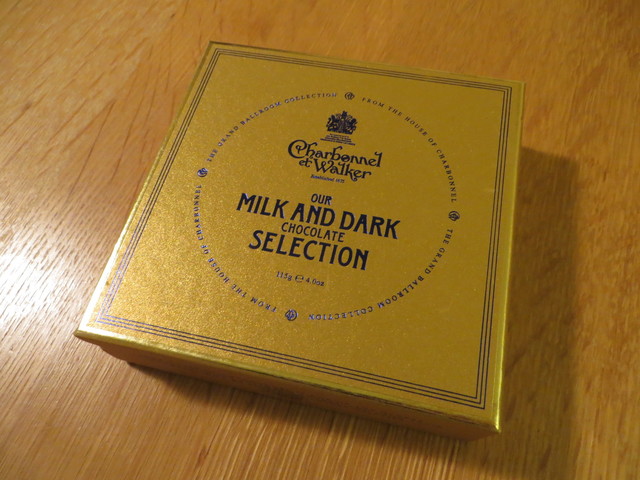 THE GRAND BALLROOM COLLECTION
FROM THE HOUSE OF CHARBONNEL
THE GRAND BALLROOM COLLECTION
FROM THE HOUSE OF CHARBONNEL
Charbonnel
et Walker
Established 1875
OUR
MILK AND DARK
CHOCOLATE
SELECTION
115g ℮ 4.0oz